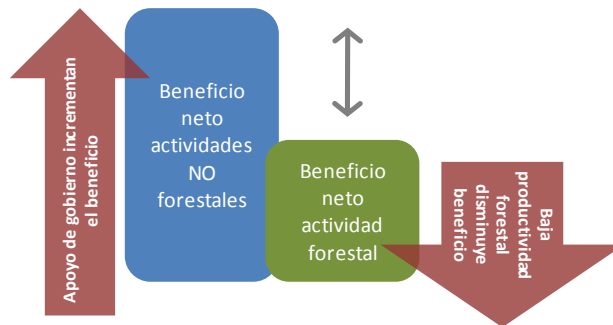 Apoyo de gobierno incrementan
el beneficio
Beneficio
neto
actividades
NO
forestales
Beneficio
neto
actividad
forestal
Baja
productividad
forestal
disminuye
beneficio